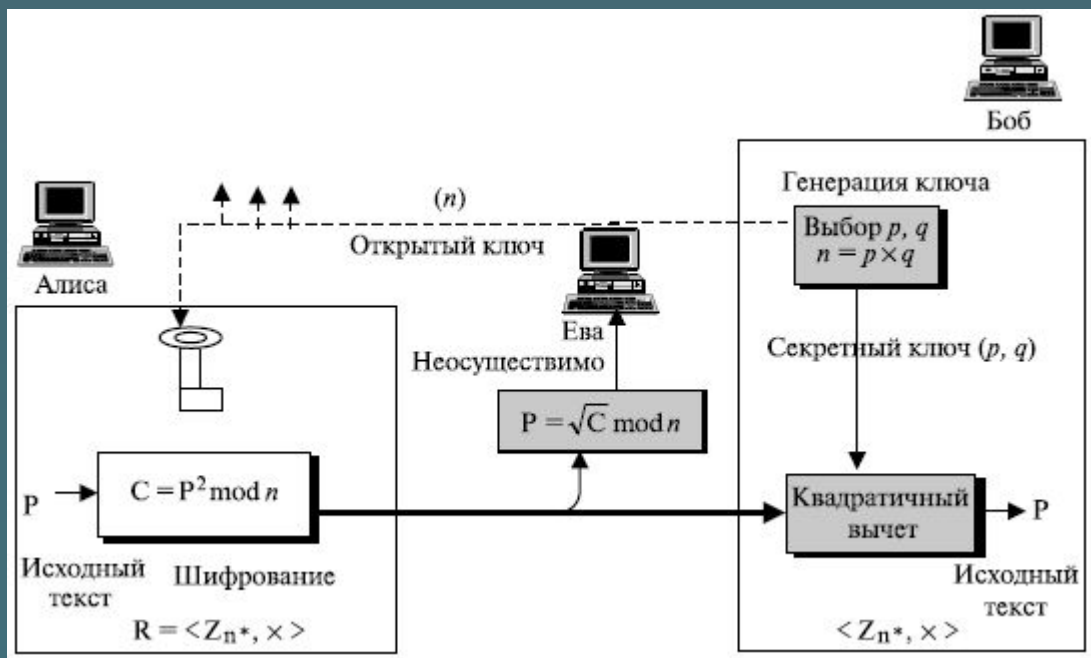 Боб
Генерация ключа
(n)
Выбор p, q
n = p × q
Открытый ключ
Алиса
Ева
Неосуществимо
Секретный ключ (p, q)
P = √C mod n
P
C = P² mod n
Квадратичный
вычет
P
Исходный
текст
Шифрование
Исходный
текст
R = <Zn*, ×>
<Zn*, ×>